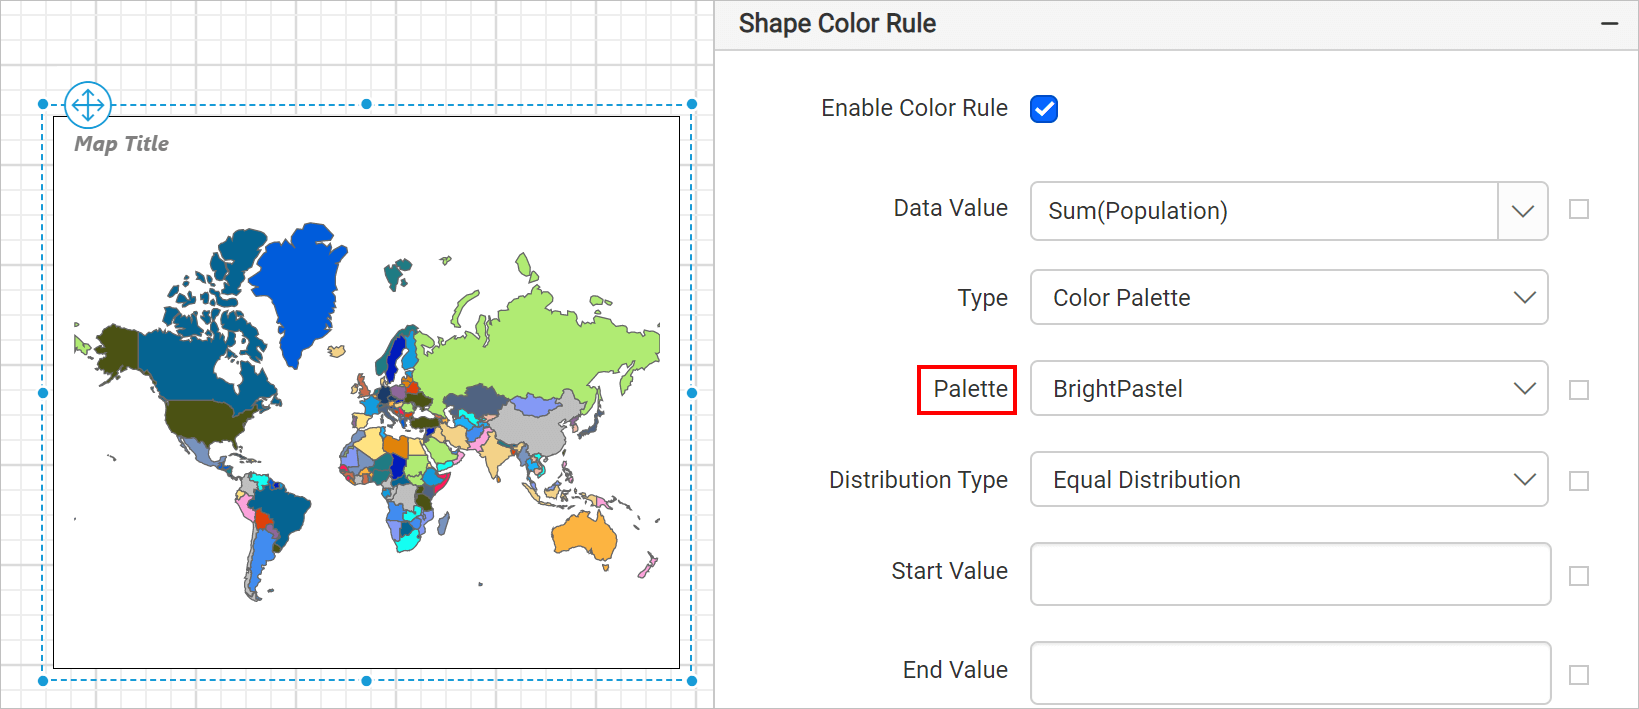 Map Title
Shape Color Rule
Enable Color Rule
Data Value
Sum(Population)
Type
Color Palette
Palette
BrightPastel
Distribution Type
Equal Distribution
Start Value
End Value